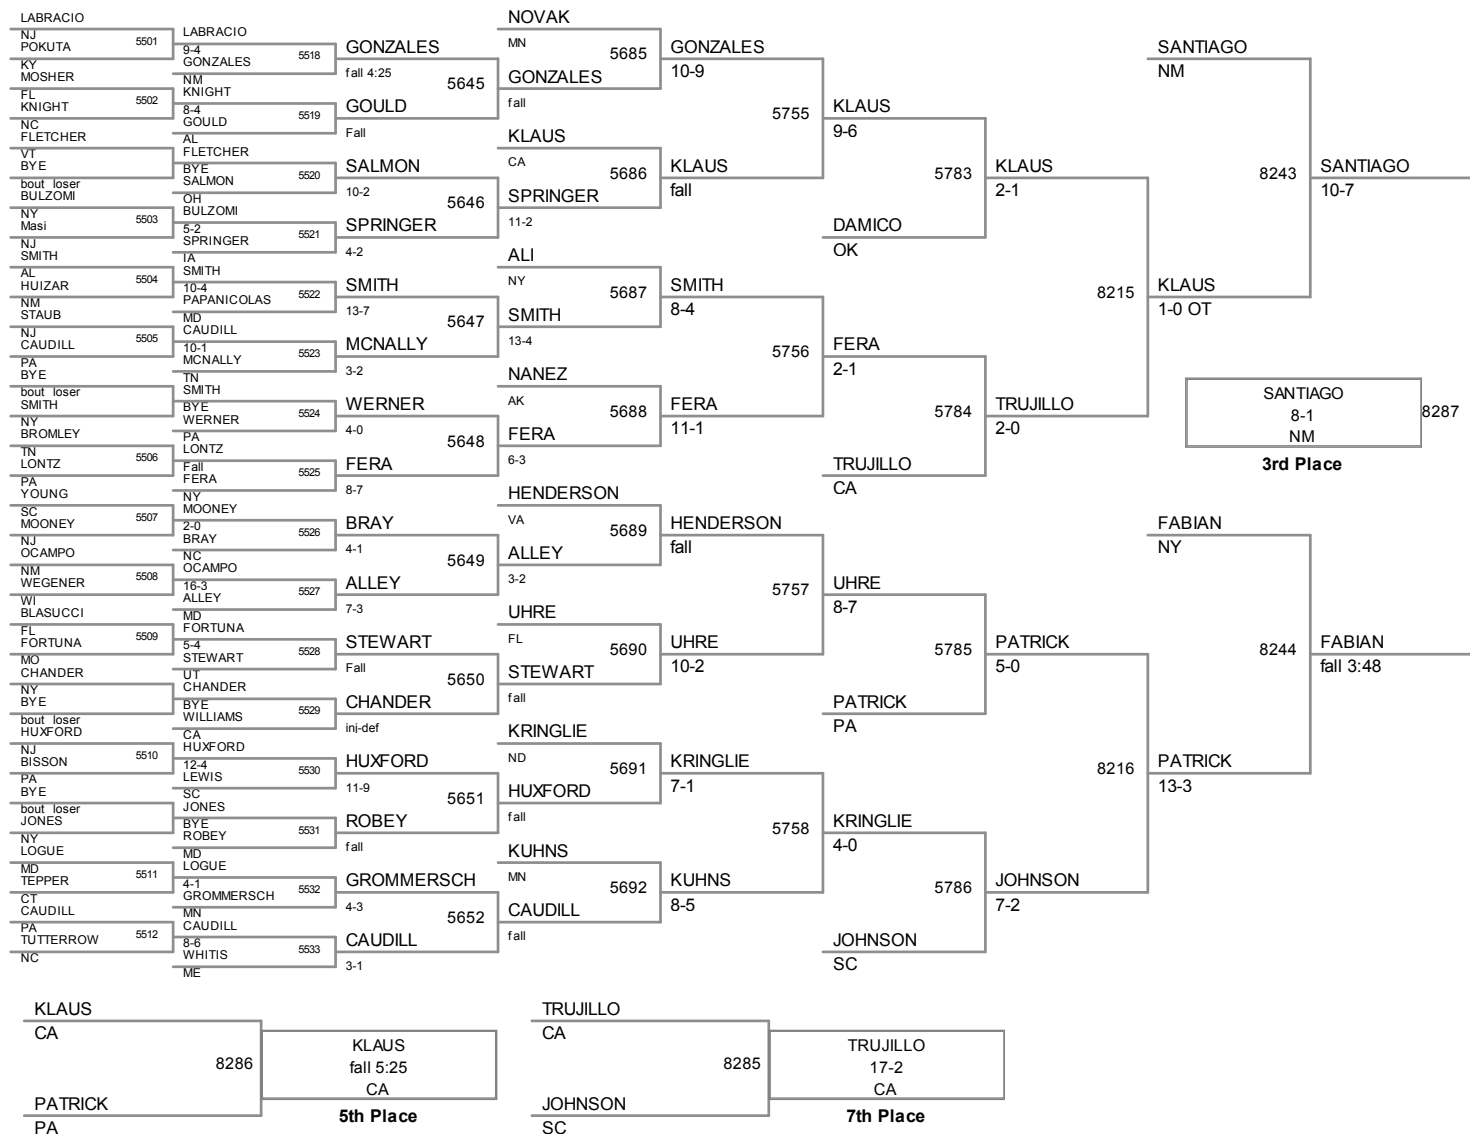 LABRACIO
NJ
POKUTA
5501
KY
MOSHER
FL
KNIGHT
5502
NC
FLETCHER
VT
BYE
bout loser
BULZOMI
NY
Masi
5503
NJ
SMITH
AL
HUIZAR
5504
NM
STAUB
NJ
CAUDILL
5505
PA
BYE
bout loser
SMITH
NY
BROMLEY
TN
LONTZ
5506
PA
YOUNG
SC
MOONEY
5507
NJ
OCAMPO
NM
WEGENER
5508
WI
BLASUCCI
FL
FORTUNA
5509
MO
CHANDER
NY
BYE
bout loser
HUXFORD
NJ
BISSON
5510
PA
BYE
bout loser
JONES
NY
LOGUE
MD
TEPPER
5511
CT
CAUDILL
PA
TUTTERROW
5512
NC
LABRACIO
9-4
GONZALES
5518
NM
KNIGHT
8-4
GOULD
5519
AL
FLETCHER
BYE
SALMON
5520
OH
BULZOMI
5-2
SPRINGER
5521
IA
SMITH
10-4
PAPANICOLAS
5522
MD
CAUDILL
10-1
MCNALLY
5523
TN
SMITH
BYE
WERNER
5524
PA
LONTZ
Fall
FERA
5525
NY
MOONEY
2-0
BRAY
5526
NC
OCAMPO
16-3
ALLEY
5527
MD
FORTUNA
5-4
STEWART
5528
UT
CHANDER
BYE
WILLIAMS
5529
CA
HUXFORD
12-4
LEWIS
5530
SC
JONES
BYE
ROBEY
5531
MD
LOGUE
4-1
GROMMERSCH
5532
MN
CAUDILL
8-6
WHITIS
5533
ME
GONZALES
fall 4:25
5645
GOULD
Fall
SALMON
10-2
5646
SPRINGER
4-2
SMITH
13-7
5647
MCNALLY
3-2
WERNER
4-0
5648
FERA
8-7
BRAY
4-1
5649
ALLEY
7-3
STEWART
Fall
5650
CHANDER
inj-def
HUXFORD
11-9
5651
ROBEY
fall
GROMMERSCH
4-3
5652
CAUDILL
3-1
NOVAK
MN
5685
GONZALES
fall
KLAUS
CA
5686
SPRINGER
11-2
ALI
NY
5687
SMITH
13-4
NANEZ
AK
5688
FERA
6-3
HENDERSON
VA
5689
ALLEY
3-2
UHRE
FL
5690
STEWART
fall
KRINGLIE
ND
5691
HUXFORD
fall
KUHNS
MN
5692
CAUDILL
fall
GONZALES
10-9
5755
KLAUS
fall
SMITH
8-4
5756
FERA
11-1
HENDERSON
fall
5757
UHRE
10-2
KRINGLIE
7-1
5758
KUHNS
8-5
KLAUS
9-6
5783
DAMICO
OK
FERA
2-1
5784
TRUJILLO
CA
UHRE
8-7
5785
PATRICK
PA
KRINGLIE
4-0
5786
JOHNSON
SC
KLAUS
2-1
8215
TRUJILLO
2-0
PATRICK
5-0
8216
JOHNSON
7-2
SANTIAGO
NM
8243
KLAUS
1-0 OT
FABIAN
NY
8244
PATRICK
13-3
SANTIAGO
10-7
SANTIAGO
8-1
NM
8287
3rd Place
FABIAN
fall 3:48
KLAUS
CA
8286
PATRICK
PA
KLAUS
fall 5:25
CA
5th Place
TRUJILLO
CA
8285
JOHNSON
SC
TRUJILLO
17-2
CA
7th Place